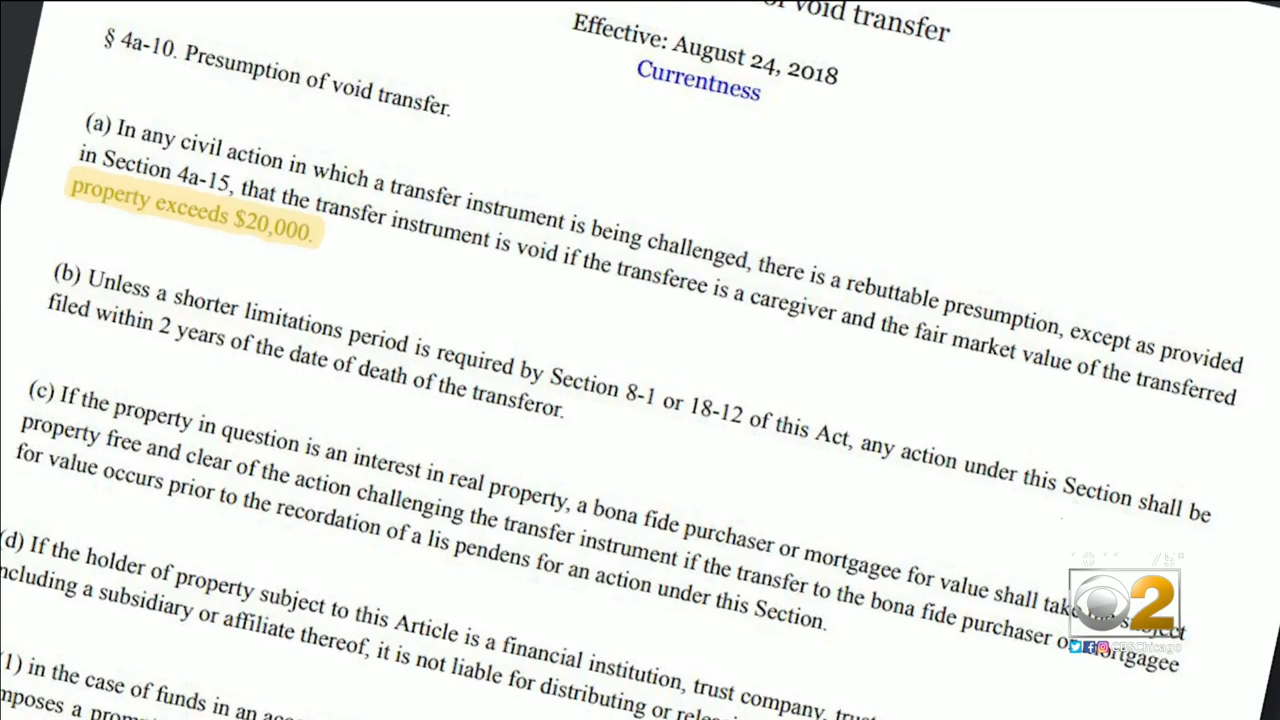 of void transfer
Effective: August 24, 2018
Currentness
§ 4a-10. Presumption of void transfer.
(a) In any civil action in which a transfer instrument is being challenged, there is a rebuttable presumption, except as provided
in Section 4a-15, that the transfer instrument is void if the transferee is a caregiver and the fair market value of the transferred
property exceeds $20,000.
(b) Unless a shorter limitations period is required by Section 8-1 or 18-12 of this Act, any action under this Section shall be
filed within 2 years of the date of death of the transferor.
(c) If the property in question is an interest in real property, a bona fide purchaser or mortgagee for value shall take the subject
property free and clear of the action challenging the transfer instrument if the transfer to the bona fide purchaser or mortgagee
for value occurs prior to the recordation of a lis pendens for an action under this Section.
(d) If the holder of property subject to this Article is a financial institution, trust company,
including a subsidiary or affiliate thereof, it is not liable for distributing or
(1) in the case of funds in an
75°
2
CBSChicago